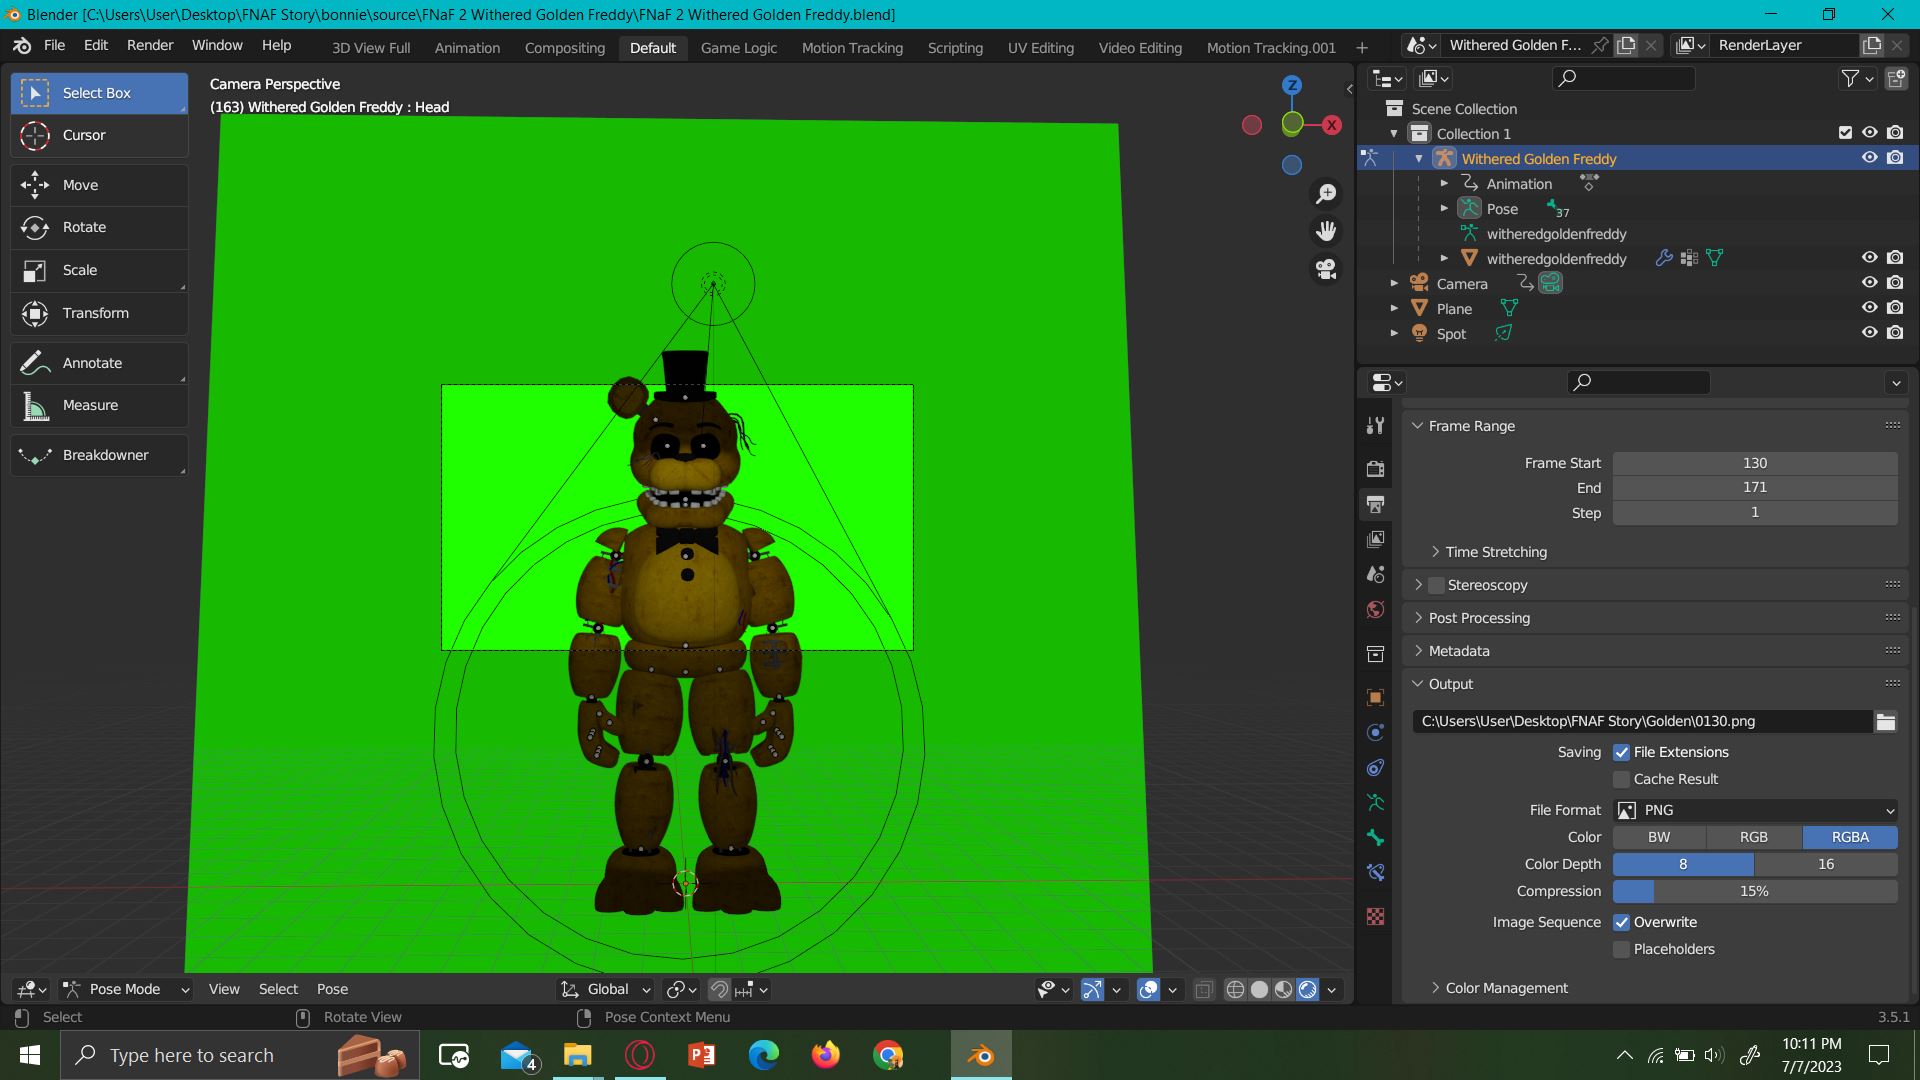 Blender [C:\Users\User\Desktop\FNAF Story\bonnie\source\FNaF 2 Withered Golden Freddy\FNaF 2 Withered Golden Freddy.blend]
File Edit Render Window Help 3D View Full Animation Compositing Default Game Logic Motion Tracking Scripting UV Editing Video Editing Motion Tracking.001 Withered Golden F... RenderLayer
Select Box
Cursor
Move
Rotate
Scale
Transform
Annotate
Measure
Breakdowner
Camera Perspective
(163) Withered Golden Freddy : Head
Z
X
Scene Collection
Collection 1
Withered Golden Freddy
Animation
Pose 37
witheredgoldenfreddy
witheredgoldenfreddy
Camera
Plane
Spot
Frame Range
Frame Start 130
End 171
Step 1
Time Stretching
Stereoscopy
Post Processing
Metadata
Output
C:\Users\User\Desktop\FNAF Story\Golden\0130.png
Saving File Extensions
Cache Result
File Format PNG
Color BW RGB RGBA
Color Depth 8 16
Compression 15%
Image Sequence Overwrite
Placeholders
Color Management
Pose Mode View Select Pose Global
Select Rotate View Pose Context Menu 3.5.1
Type here to search
4
10:11 PM
7/7/2023